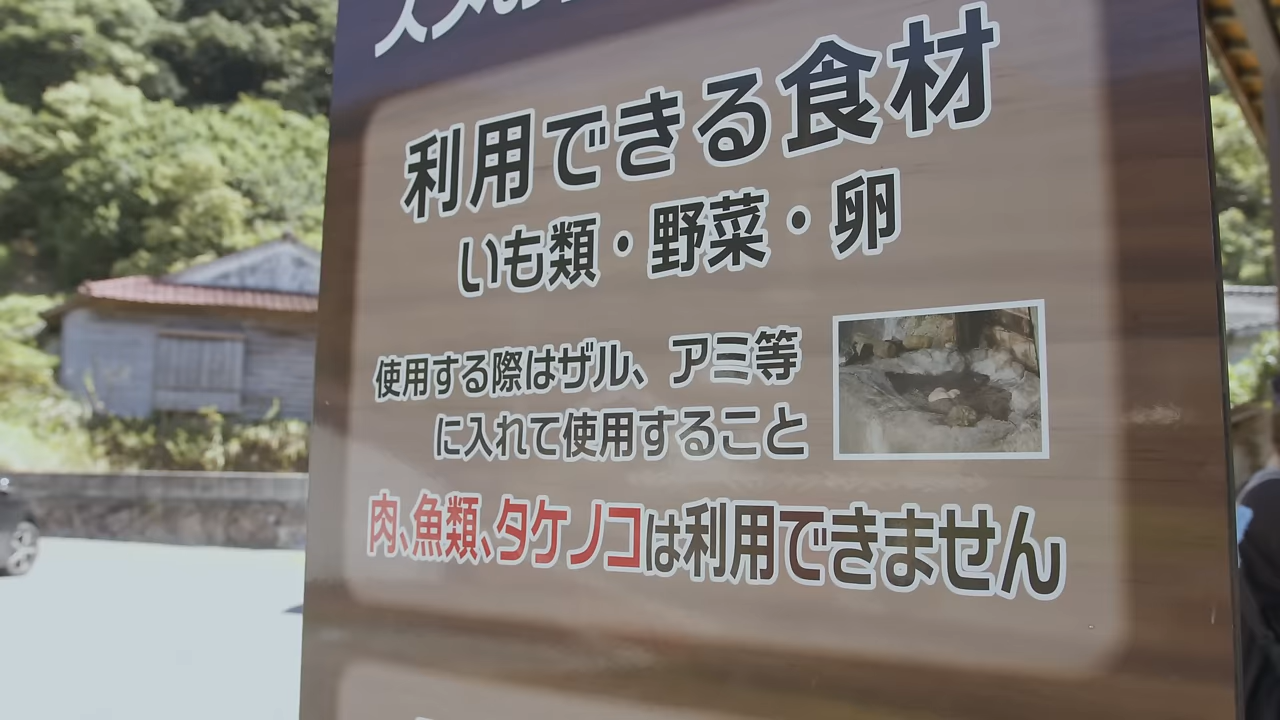 利用できる食材
いも類・野菜・卵
使用する際はザル、アミ等
に入れて使用すること
肉、魚類、タケノコは利用できません